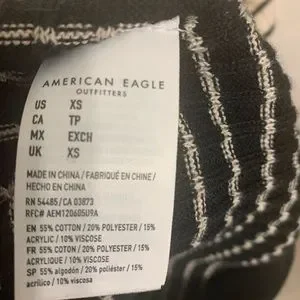 AMERICAN EAGLE
OUTFITTERS
US XS
CA TP
MX EXCH
UK XS
MADE IN CHINA / FABRIQUÉ EN CHINE /
HECHO EN CHINA
RN 54485/CA 03873
RFC# AEM120605U9A
EN 55% COTTON / 20% POLYESTER / 15%
ACRYLIC / 10% VISCOSE
FR 55% COTON / 20% POLYESTER / 15%
ACRYLIQUE / 10% VISCOSE
SP 55% algodón / 20% poliéster / 15%
acrílico / 10% viscosa